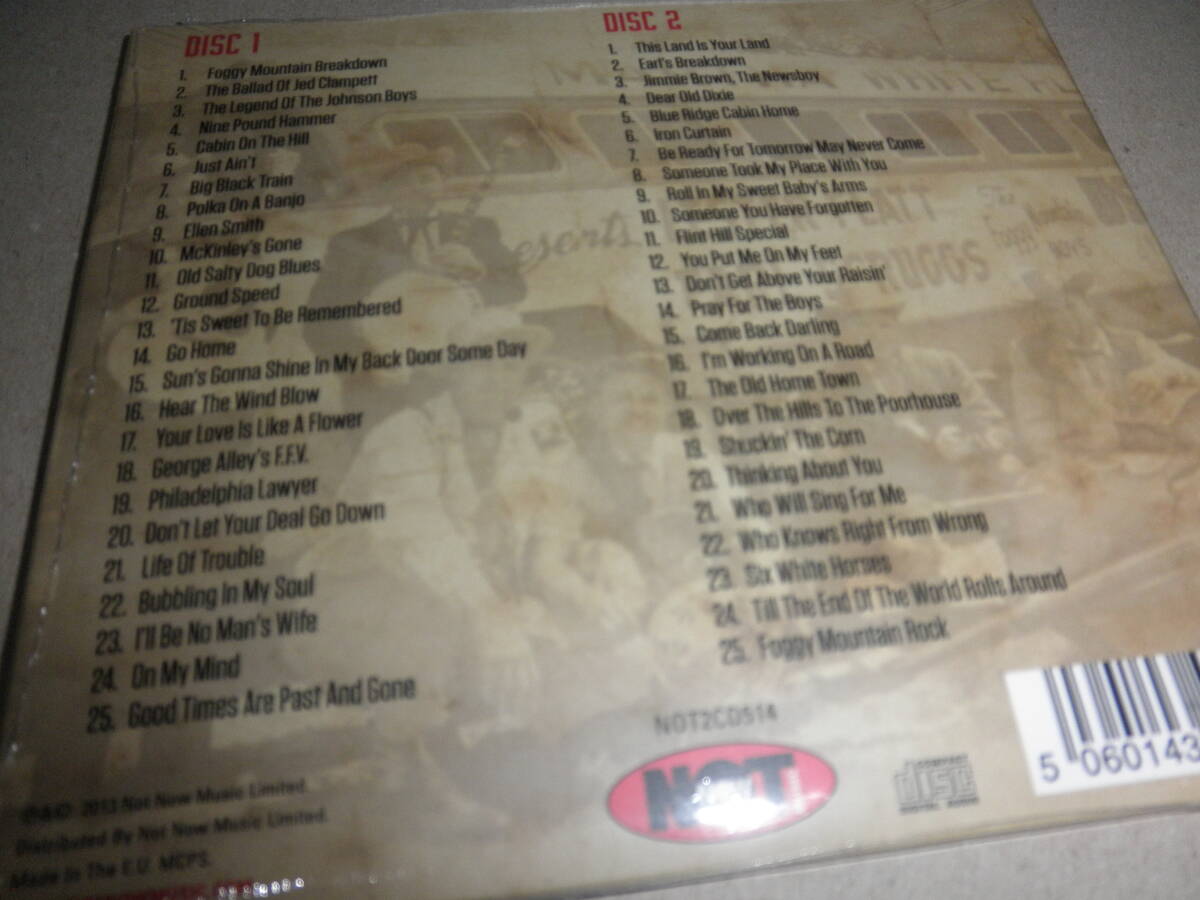 DISC 1
1. Foggy Mountain Breakdown
2. The Ballad Of Jed Clampett
3. The Legend Of The Johnson Boys
4. Nine Pound Hammer
5. Cabin On The Hill
6. Just Ain't
7. Big Black Train
8. Polka On A Banjo
9. Ellen Smith
10. McKinley's Gone
11. Old Salty Dog Blues
12. Ground Speed
13. 'Tis Sweet To Be Remembered
14. Go Home
15. Sun's Gonna Shine In My Back Door Some Day
16. Hear The Wind Blow
17. Your Love Is Like A Flower
18. George Alley's F.F.V.
19. Philadelphia Lawyer
20. Don't Let Your Deal Go Down
21. Life Of Trouble
22. Bubbling In My Soul
23. I'll Be No Man's Wife
24. On My Mind
25. Good Times Are Past And Gone
DISC 2
1. This Land Is Your Land
2. Earl's Breakdown
3. Jimmie Brown, The Newsboy
4. Dear Old Dixie
5. Blue Ridge Cabin Home
6. Iron Curtain
7. Be Ready For Tomorrow May Never Come
8. Someone Took My Place With You
9. Roll In My Sweet Baby's Arms
10. Someone You Have Forgotten
11. Flint Hill Special
12. You Put Me On My Feet
13. Don't Get Above Your Raisin'
14. Pray For The Boys
15. Come Back Darling
16. I'm Working On A Road
17. The Old Home Town
18. Over The Hills To The Poorhouse
19. Shuckin' The Corn
20. Thinking About You
21. Who Will Sing For Me
22. Who Knows Right From Wrong
23. Six White Horses
24. Till The End Of The World Rolls Around
25. Foggy Mountain Rock
NOT2CD514
NOT
COMPACT
disc
DIGITAL AUDIO
5 060143
℗&© 2013 Not Now Music Limited.
Distributed By Not Now Music Limited.
Made In The E.U. MCPS.